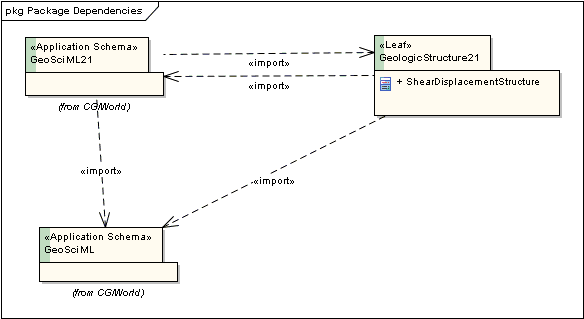 pkg Package Dependencies
«Application Schema»
GeoSciML21
(from CGIWorld)
«import»
«import»
«Leaf»
GeologicStructure21
+ ShearDisplacementStructure
«import»
«import»
«Application Schema»
GeoSciML
(from CGIWorld)